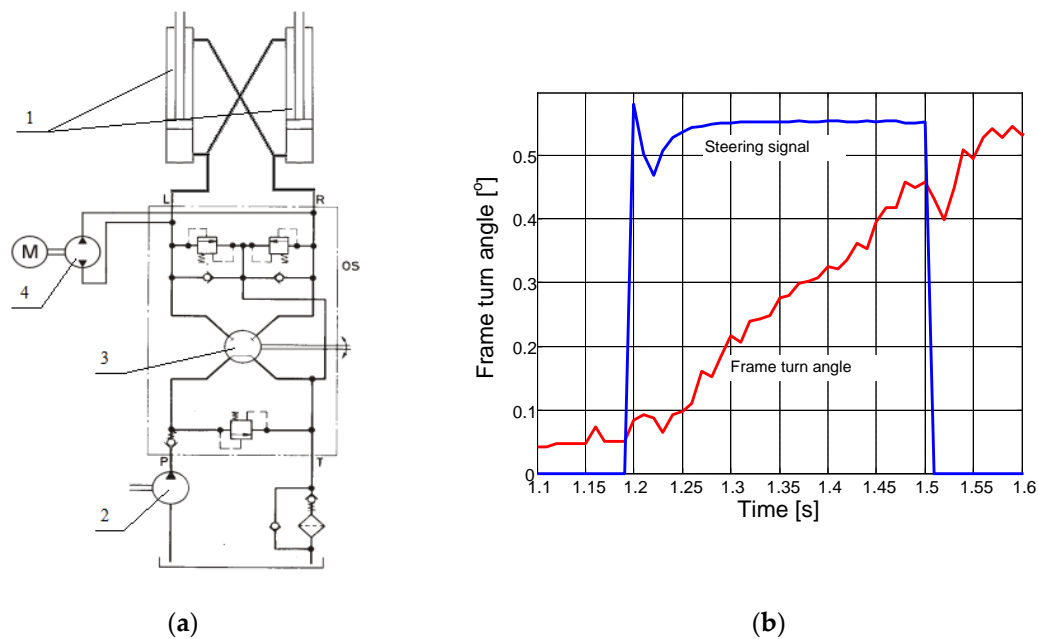 1
L
R
M
OS
4
3
P
T
2
(a)
Frame turn angle [°]
0.5
0.4
0.3
0.2
0.1
0
Steering signal
Frame turn angle
1.1 1.15 1.2 1.25 1.3 1.35 1.4 1.45 1.5 1.55 1.6
Time [s]
(b)